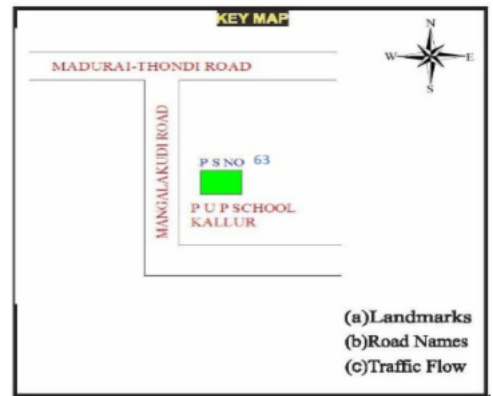 KEY MAP
N
W E
S
MADURAI-THONDI ROAD
MANGALAKUDI ROAD
P S NO 63
P U P SCHOOL
KALLUR
(a)Landmarks
(b)Road Names
(c)Traffic Flow